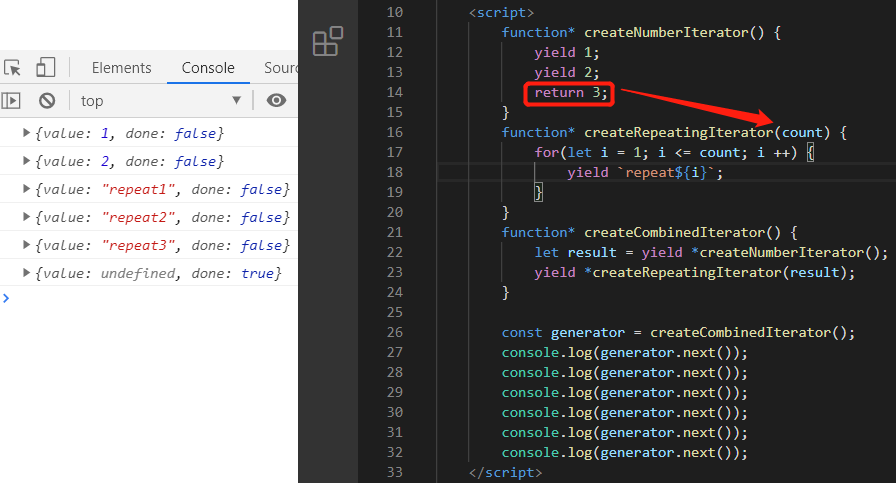 Elements Console Sourc
top
{value: 1, done: false}
{value: 2, done: false}
{value: "repeat1", done: false}
{value: "repeat2", done: false}
{value: "repeat3", done: false}
{value: undefined, done: true}
10 <script>
11 function* createNumberIterator() {
12 yield 1;
13 yield 2;
14 return 3;
15 }
16 function* createRepeatingIterator(count) {
17 for(let i = 1; i <= count; i ++) {
18 yield `repeat${i}`;
19 }
20 }
21 function* createCombinedIterator() {
22 let result = yield *createNumberIterator();
23 yield *createRepeatingIterator(result);
24 }
25
26 const generator = createCombinedIterator();
27 console.log(generator.next());
28 console.log(generator.next());
29 console.log(generator.next());
30 console.log(generator.next());
31 console.log(generator.next());
32 console.log(generator.next());
33 </script>